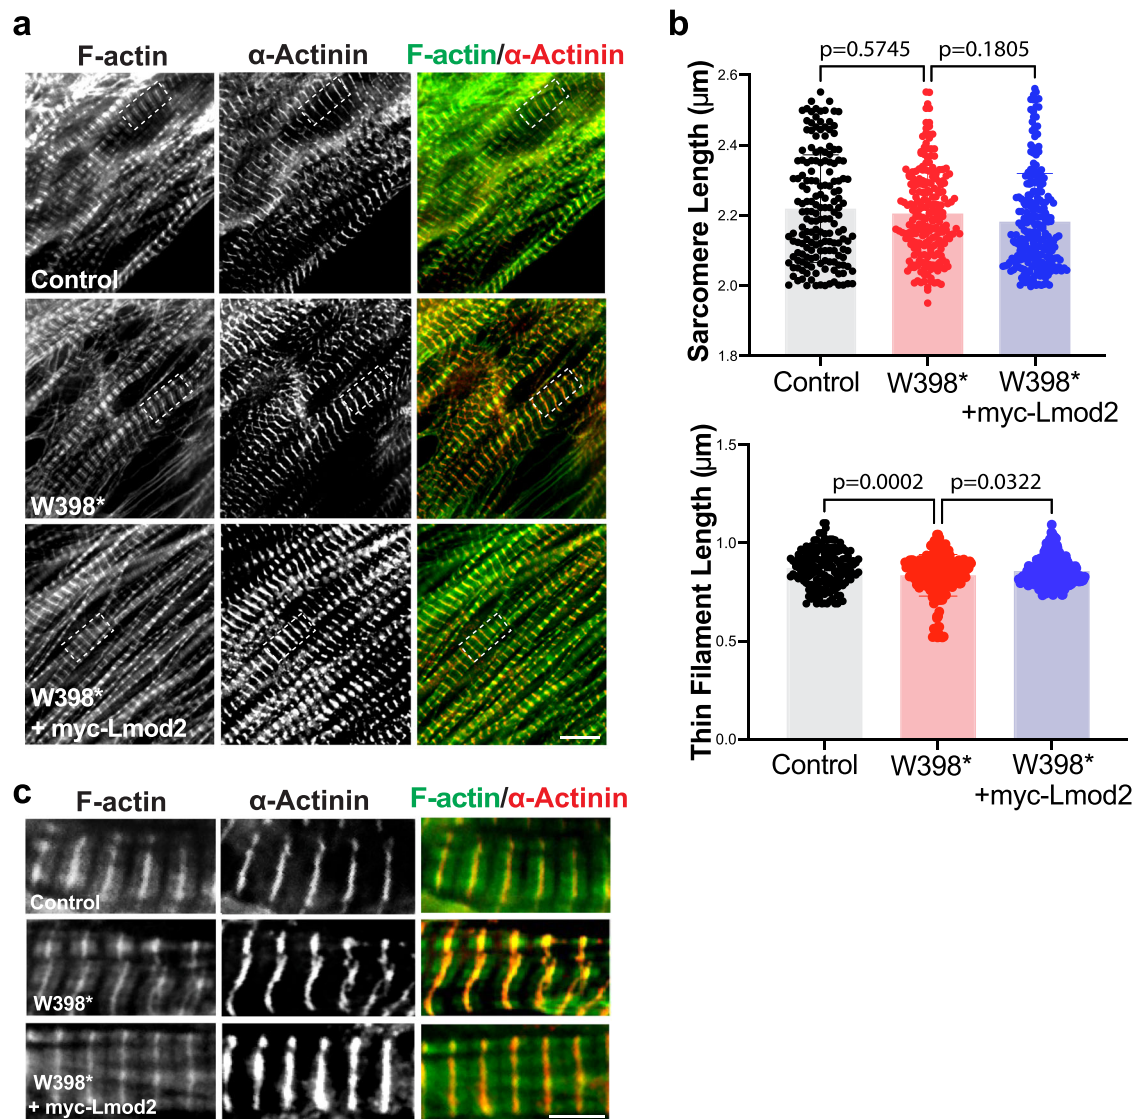 a
F-actin α-Actinin F-actin/α-Actinin
Control
W398*
W398*
+ myc-Lmod2
b
p=0.5745 p=0.1805
Sarcomere Length (μm)
2.6
2.4
2.2
2.0
1.8
Control W398* W398*
+myc-Lmod2
p=0.0002 p=0.0322
Thin Filament Length (μm)
1.5
1.0
0.5
0.0
Control W398* W398*
+myc-Lmod2
c
F-actin α-Actinin F-actin/α-Actinin
Control
W398*
W398*
+ myc-Lmod2